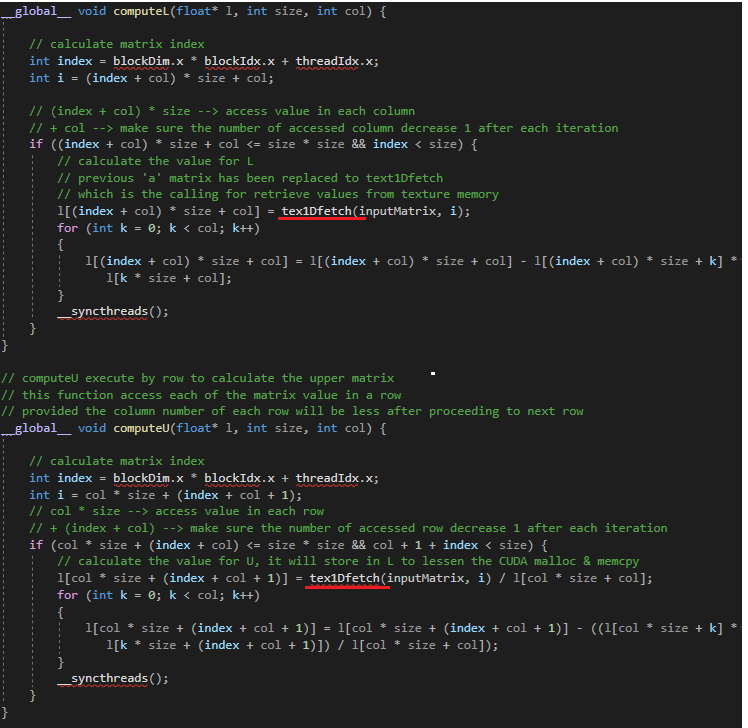 __global__ void computeL(float* l, int size, int col) {
// calculate matrix index
int index = blockDim.x * blockIdx.x + threadIdx.x;
int i = (index + col) * size + col;
// (index + col) * size --> access value in each column
// + col --> make sure the number of accessed column decrease 1 after each iteration
if ((index + col) * size + col <= size * size && index < size) {
// calculate the value for L
// previous 'a' matrix has been replaced to text1Dfetch
// which is the calling for retrieve values from texture memory
l[(index + col) * size + col] = tex1Dfetch(inputMatrix, i);
for (int k = 0; k < col; k++)
{
l[(index + col) * size + col] = l[(index + col) * size + col] - l[(index + col) * size + k] *
l[k * size + col];
}
__syncthreads();
}
}
// computeU execute by row to calculate the upper matrix
// this function access each of the matrix value in a row
// provided the column number of each row will be less after proceeding to next row
__global__ void computeU(float* l, int size, int col) {
// calculate matrix index
int index = blockDim.x * blockIdx.x + threadIdx.x;
int i = col * size + (index + col + 1);
// col * size --> access value in each row
// + (index + col) --> make sure the number of accessed row decrease 1 after each iteration
if (col * size + (index + col) <= size * size && col + 1 + index < size) {
// calculate the value for U, it will store in L to lessen the CUDA malloc & memcpy
l[col * size + (index + col + 1)] = tex1Dfetch(inputMatrix, i) / l[col * size + col];
for (int k = 0; k < col; k++)
{
l[col * size + (index + col + 1)] = l[col * size + (index + col + 1)] - ((l[col * size + k] *
l[k * size + (index + col + 1)]) / l[col * size + col]);
}
__syncthreads();
}
}